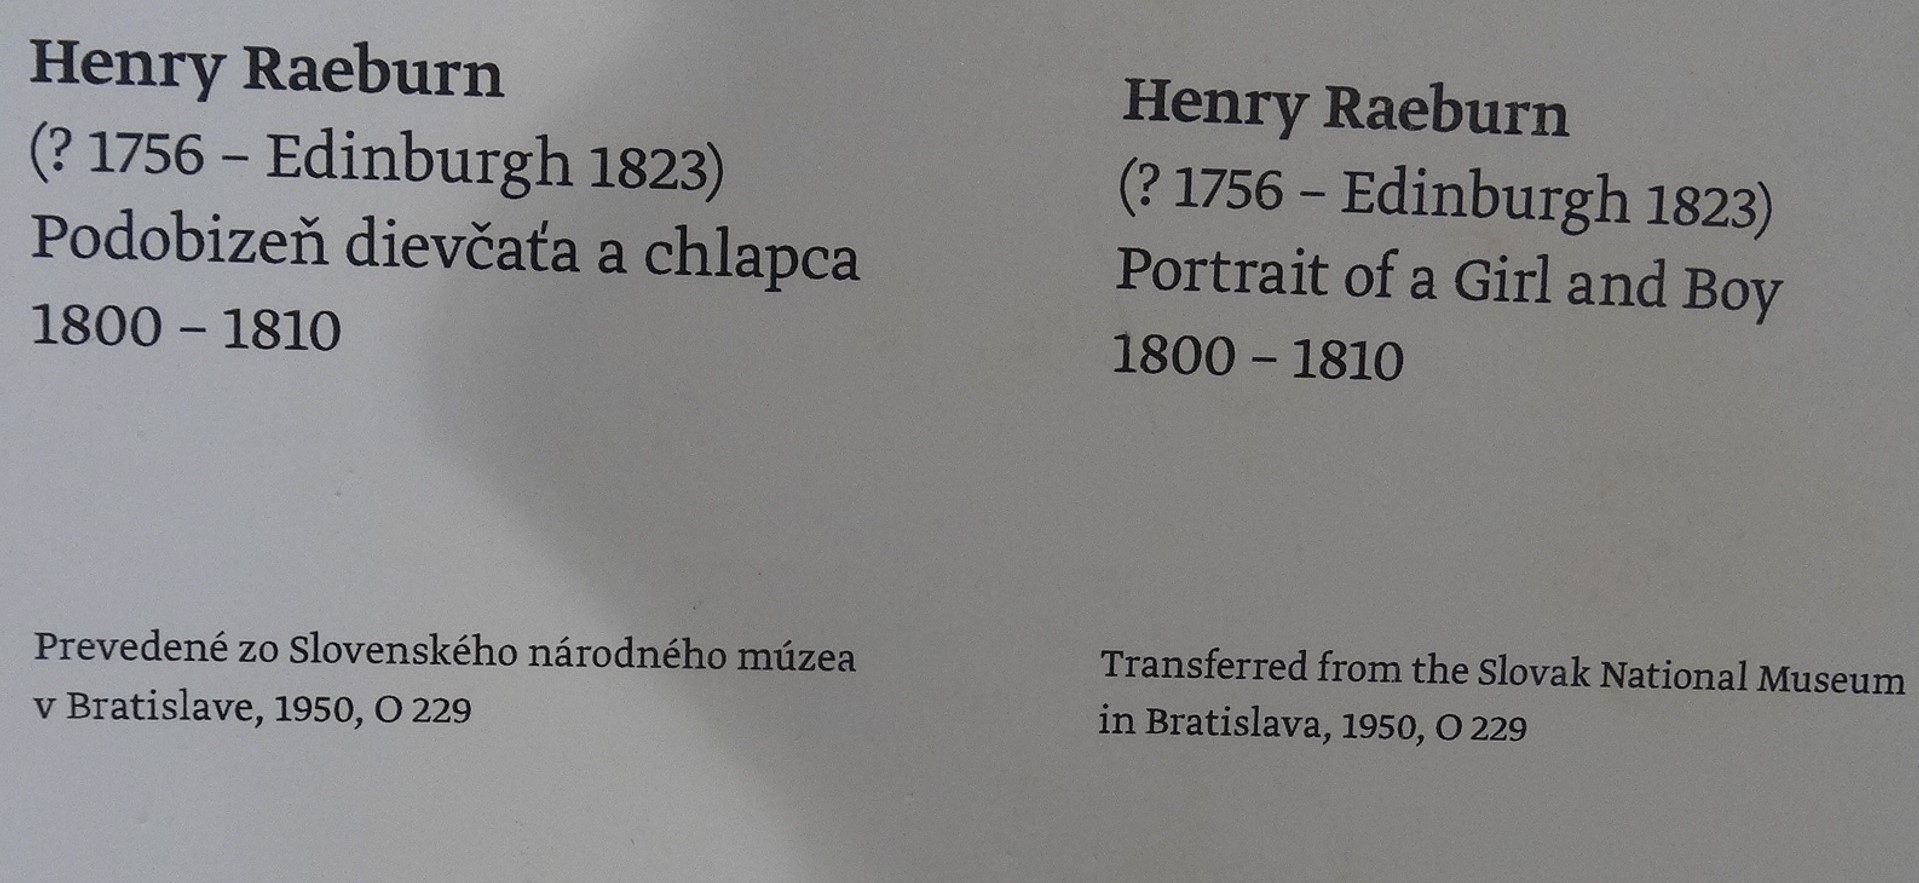 Henry Raeburn
(? 1756 – Edinburgh 1823)
Podobizeň dievčaťa a chlapca
1800 – 1810
Prevedené zo Slovenského národného múzea
v Bratislave, 1950, O 229
Henry Raeburn
(? 1756 – Edinburgh 1823)
Portrait of a Girl and Boy
1800 – 1810
Transferred from the Slovak National Museum
in Bratislava, 1950, O 229